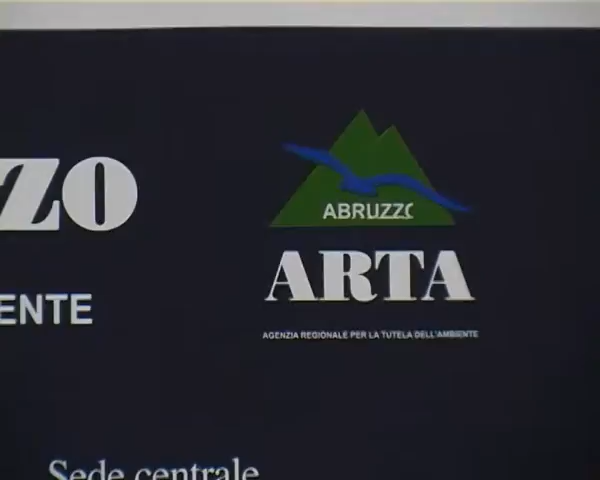 ZO
ENTE
ABRUZZO
ARTA
AGENZIA REGIONALE PER LA TUTELA DELL'AMBIENTE
Sede centrale